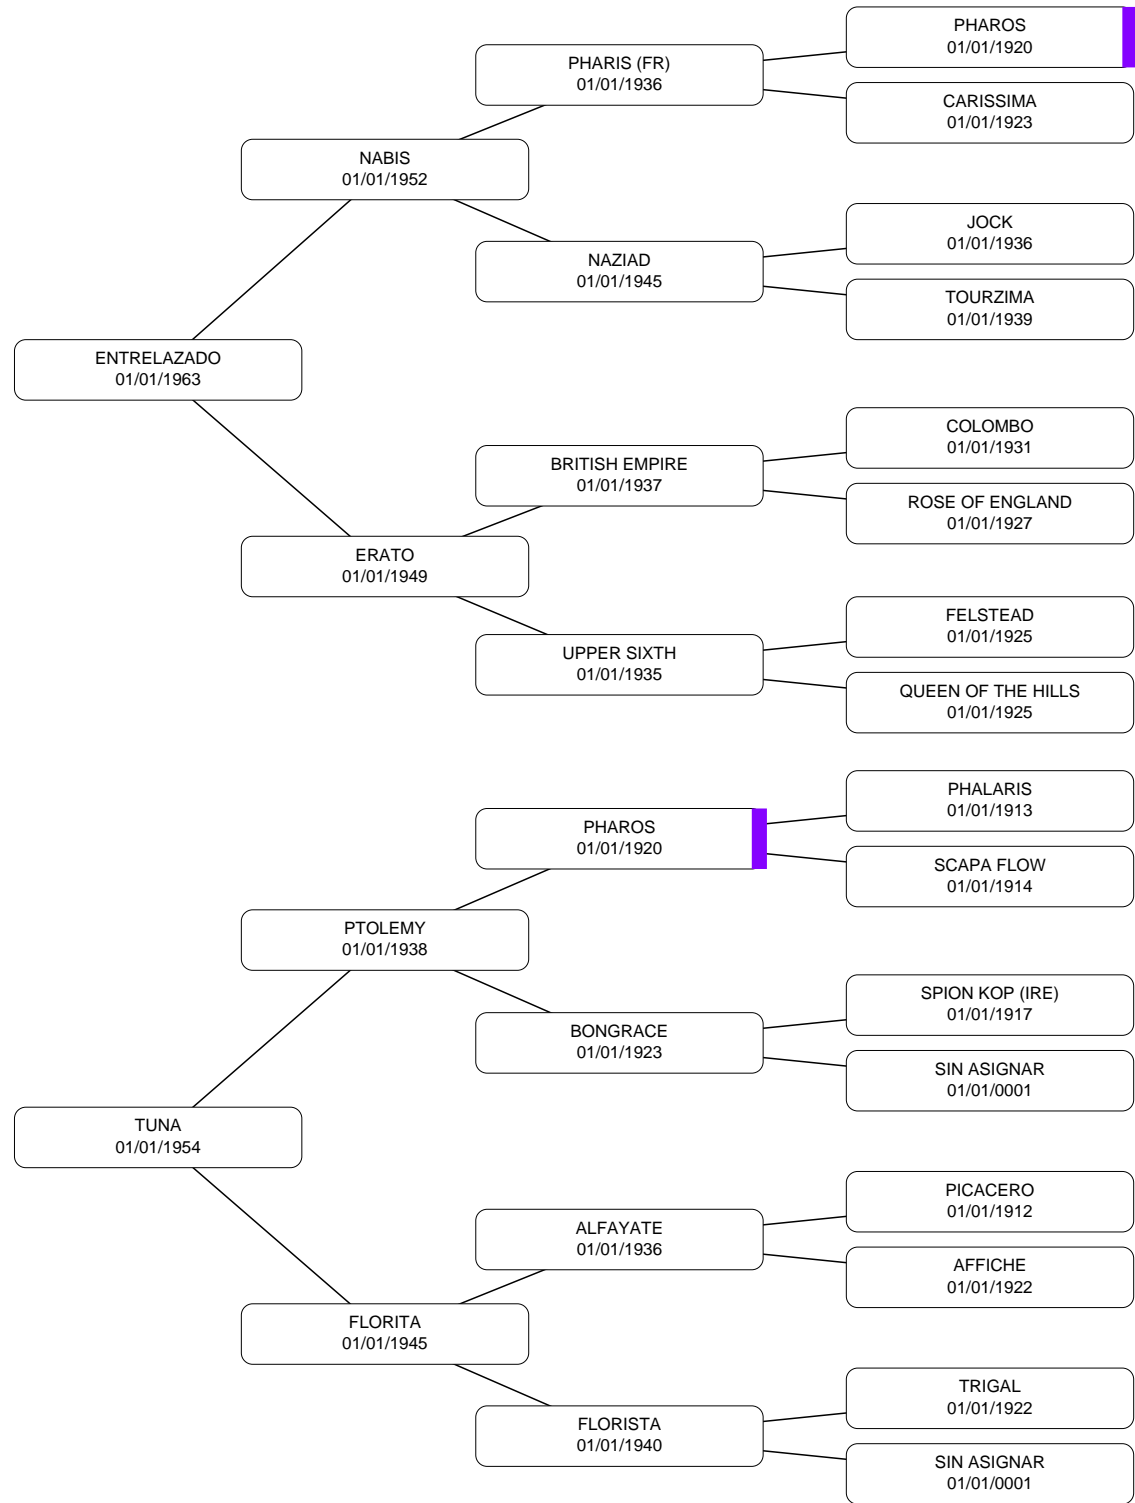 PHAROS
01/01/1920
PHARIS (FR)
01/01/1936
CARISSIMA
01/01/1923
NABIS
01/01/1952
JOCK
01/01/1936
NAZIAD
01/01/1945
TOURZIMA
01/01/1939
ENTRELAZADO
01/01/1963
COLOMBO
01/01/1931
BRITISH EMPIRE
01/01/1937
ROSE OF ENGLAND
01/01/1927
ERATO
01/01/1949
FELSTEAD
01/01/1925
UPPER SIXTH
01/01/1935
QUEEN OF THE HILLS
01/01/1925
PHALARIS
01/01/1913
PHAROS
01/01/1920
SCAPA FLOW
01/01/1914
PTOLEMY
01/01/1938
SPION KOP (IRE)
01/01/1917
BONGRACE
01/01/1923
SIN ASIGNAR
01/01/0001
TUNA
01/01/1954
PICACERO
01/01/1912
ALFAYATE
01/01/1936
AFFICHE
01/01/1922
FLORITA
01/01/1945
TRIGAL
01/01/1922
FLORISTA
01/01/1940
SIN ASIGNAR
01/01/0001